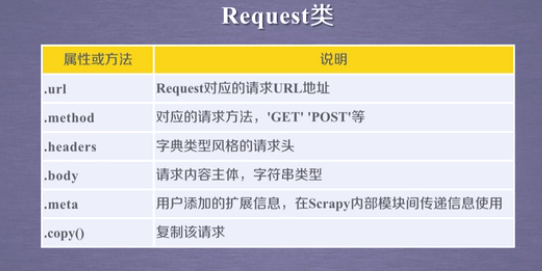 Request类
属性或方法 说明
.url Request对应的请求URL地址
.method 对应的请求方法，'GET' 'POST'等
.headers 字典类型风格的请求头
.body 请求内容主体，字符串类型
.meta 用户添加的扩展信息，在Scrapy内部模块间传递信息使用
.copy() 复制该请求